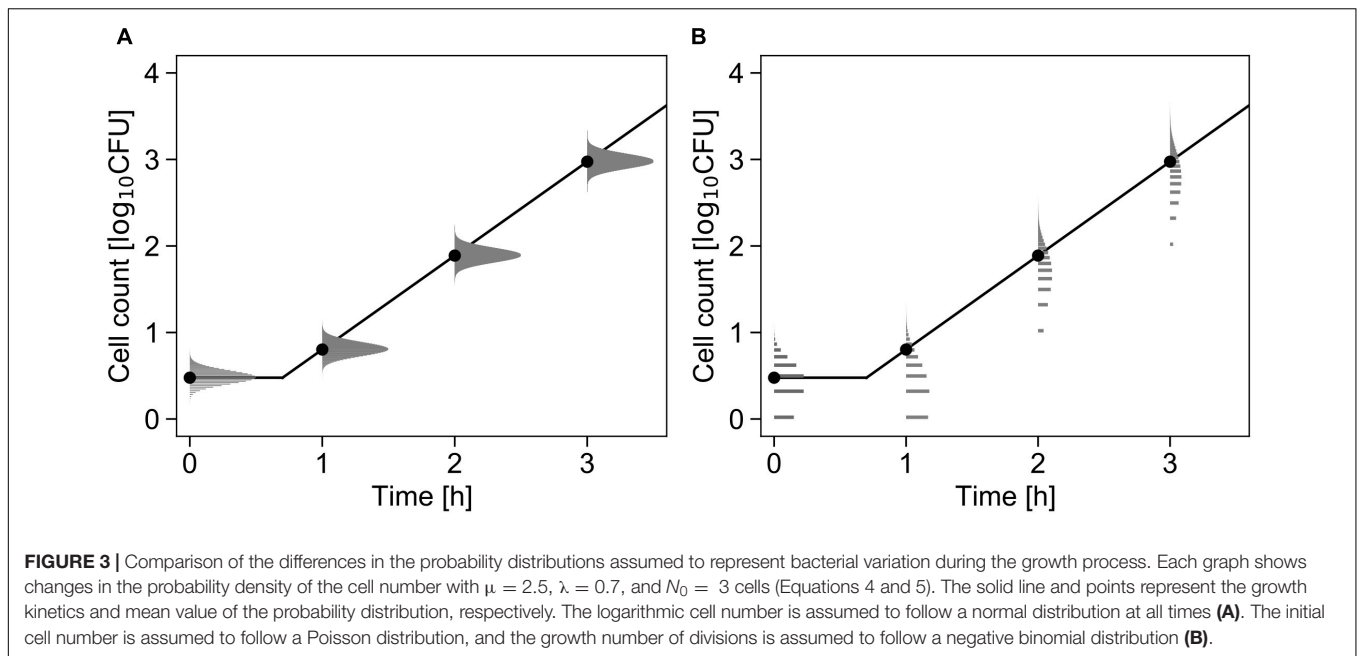 A
B
4
3
2
1
0
Cell count [log₁₀CFU]
0 1 2 3
Time [h]
4
3
2
1
0
Cell count [log₁₀CFU]
0 1 2 3
Time [h]
FIGURE 3 | Comparison of the differences in the probability distributions assumed to represent bacterial variation during the growth process. Each graph shows
changes in the probability density of the cell number with μ = 2.5, λ = 0.7, and N₀ = 3 cells (Equations 4 and 5). The solid line and points represent the growth
kinetics and mean value of the probability distribution, respectively. The logarithmic cell number is assumed to follow a normal distribution at all times (A). The initial
cell number is assumed to follow a Poisson distribution, and the growth number of divisions is assumed to follow a negative binomial distribution (B).